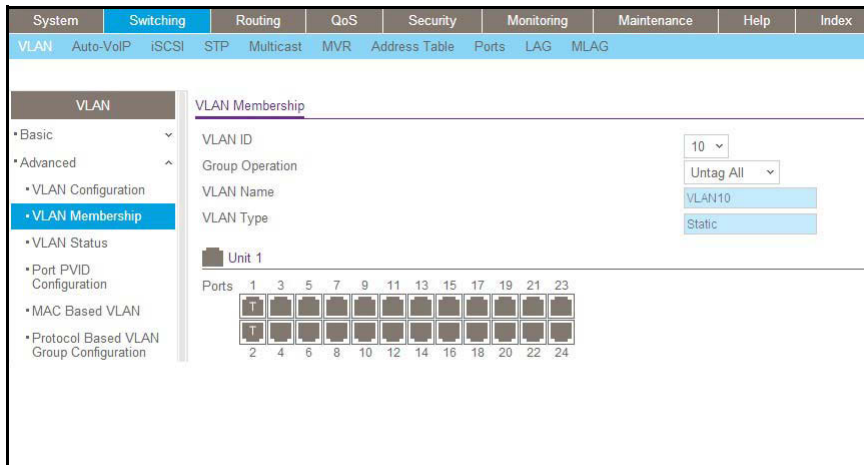 System Switching Routing QoS Security Monitoring Maintenance Help Index
VLAN Auto-VoIP iSCSI STP Multicast MVR Address Table Ports LAG MLAG
VLAN
Basic
Advanced
VLAN Configuration
VLAN Membership
VLAN Status
Port PVID
Configuration
MAC Based VLAN
Protocol Based VLAN
Group Configuration
VLAN Membership
VLAN ID 10
Group Operation Untag All
VLAN Name VLAN10
VLAN Type Static
Unit 1
Ports 1 3 5 7 9 11 13 15 17 19 21 23
T
T
2 4 6 8 10 12 14 16 18 20 22 24